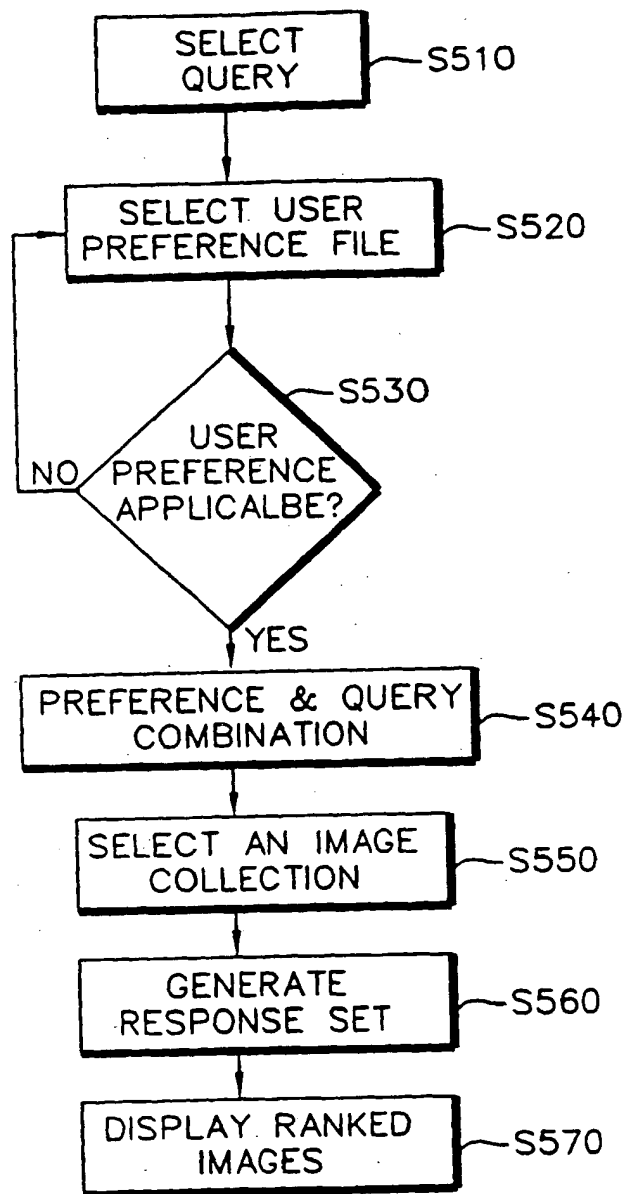 SELECT
QUERY
S510
SELECT USER
PREFERENCE FILE
S520
S530
USER
PREFERENCE
APPLICALBE?
NO
YES
PREFERENCE & QUERY
COMBINATION
S540
SELECT AN IMAGE
COLLECTION
S550
GENERATE
RESPONSE SET
S560
DISPLAY RANKED
IMAGES
S570